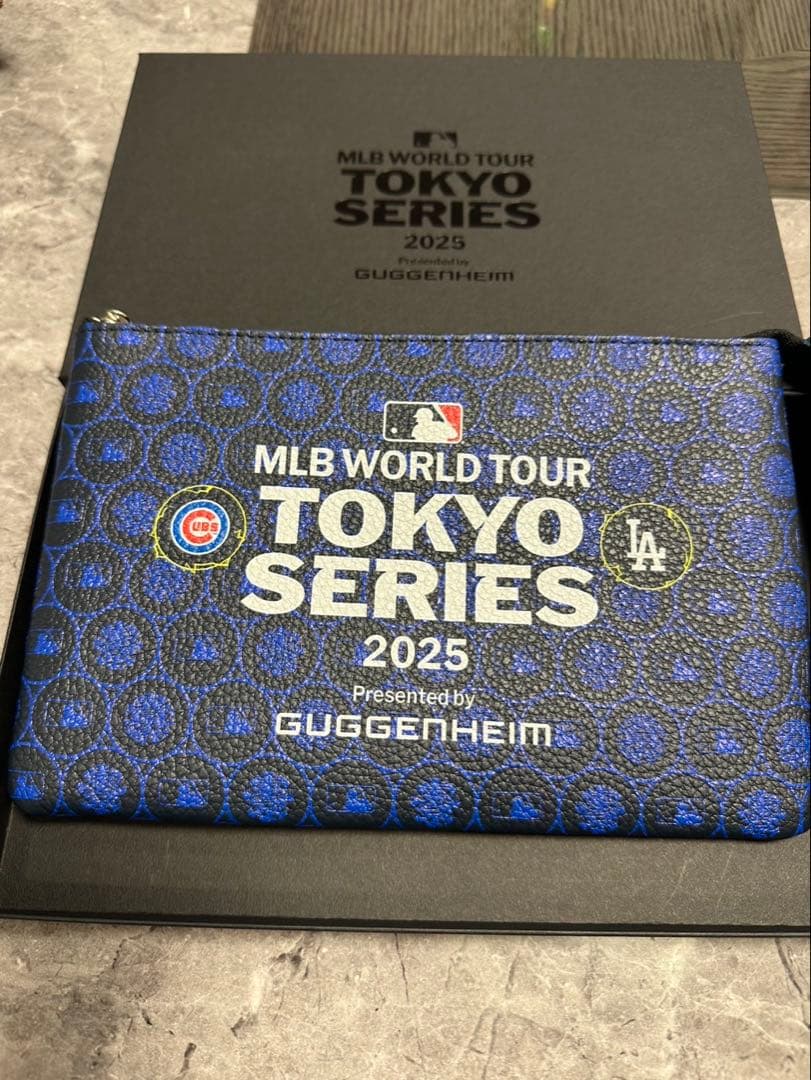 MLB WORLD TOUR
TOKYO
SERIES
2025
Presented by
GUGGENHEIM
MLB WORLD TOUR
TOKYO
SERIES
2025
Presented by
GUGGENHEIM
CUBS
LA